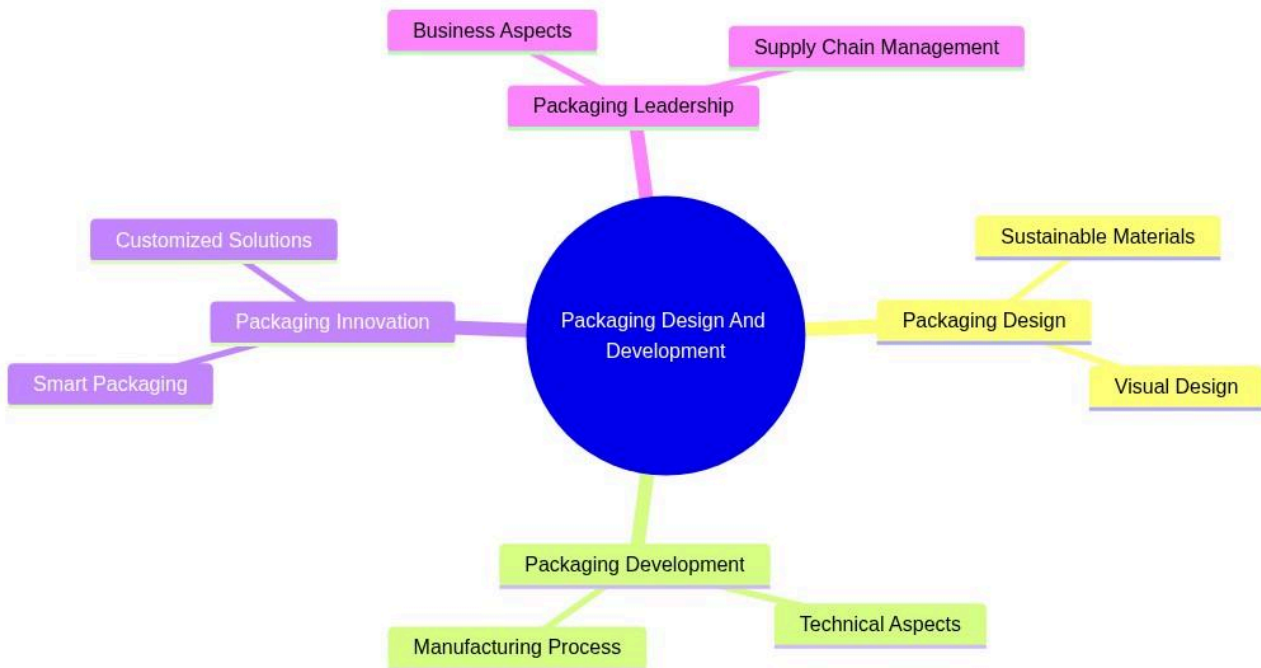 Business Aspects
Supply Chain Management
Packaging Leadership
Customized Solutions
Sustainable Materials
Packaging Innovation
Packaging Design And
Development
Packaging Design
Smart Packaging
Visual Design
Packaging Development
Technical Aspects
Manufacturing Process